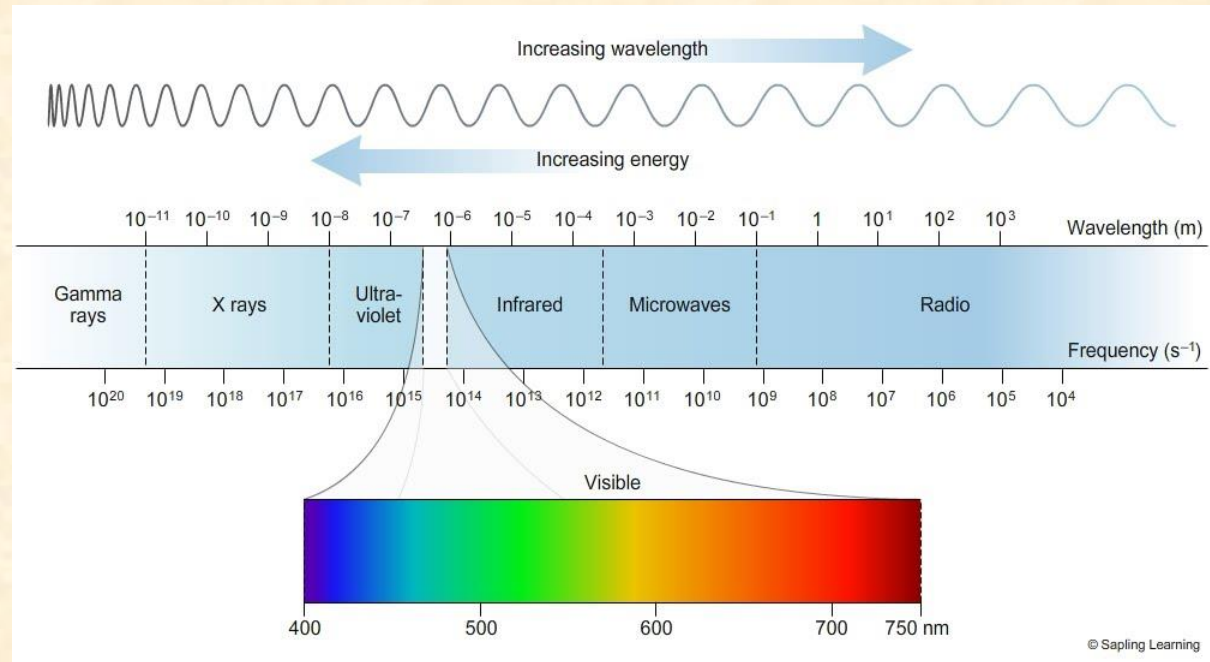 Increasing wavelength
Increasing energy
10⁻¹¹ 10⁻¹⁰ 10⁻⁹ 10⁻⁸ 10⁻⁷ 10⁻⁶ 10⁻⁵ 10⁻⁴ 10⁻³ 10⁻² 10⁻¹ 1 10¹ 10² 10³ Wavelength (m)
Gamma
rays
X rays
Ultra-
violet
Infrared
Microwaves
Radio
Frequency (s⁻¹)
10²⁰ 10¹⁹ 10¹⁸ 10¹⁷ 10¹⁶ 10¹⁵ 10¹⁴ 10¹³ 10¹² 10¹¹ 10¹⁰ 10⁹ 10⁸ 10⁷ 10⁶ 10⁵ 10⁴
Visible
400 500 600 700 750 nm
© Sapling Learning